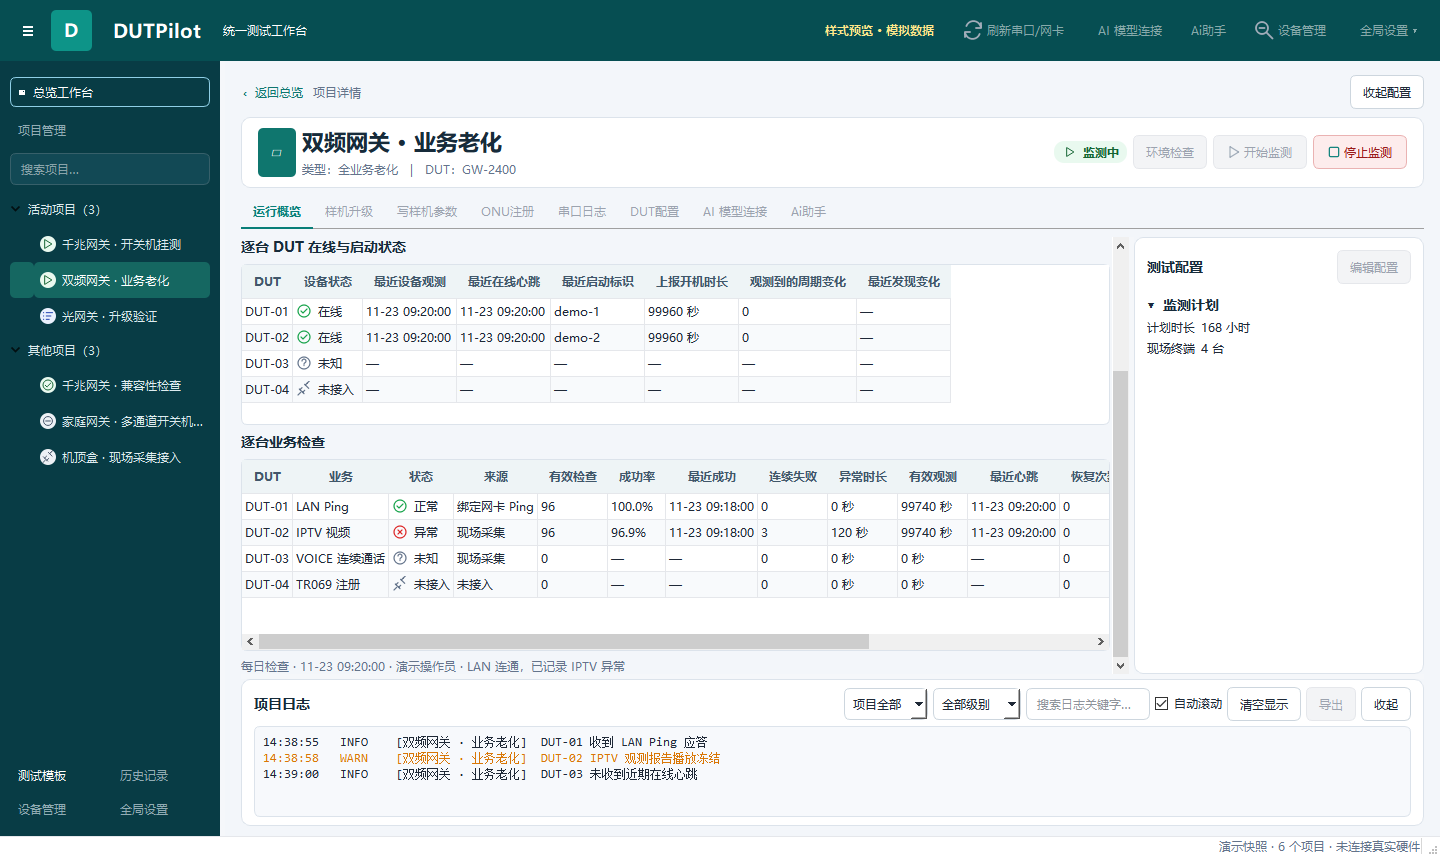 D DUTPilot 统一测试工作台 样式预览 · 模拟数据 刷新串口/网卡 AI 模型连接 Ai助手 设备管理 全局设置
总览工作台
项目管理
搜索项目...
活动项目（3）
千兆网关 · 开关机挂测
双频网关 · 业务老化
光网关 · 升级验证
其他项目（3）
千兆网关 · 兼容性检查
家庭网关 · 多通道开关机...
机顶盒 · 现场采集接入
测试模板 历史记录
设备管理 全局设置
‹ 返回总览 项目详情 收起配置
双频网关 · 业务老化
类型：全业务老化 | DUT：GW-2400
监测中 环境检查 开始监测 停止监测
运行概览 样机升级 写样机参数 ONU注册 串口日志 DUT配置 AI 模型连接 Ai助手
逐台 DUT 在线与启动状态
DUT 设备状态 最近设备观测 最近在线心跳 最近启动标识 上报开机时长 观测到的周期变化 最近发现变化
DUT-01 在线 11-23 09:20:00 11-23 09:20:00 demo-1 99960 秒 0 —
DUT-02 在线 11-23 09:20:00 11-23 09:20:00 demo-2 99960 秒 0 —
DUT-03 未知 — — — — — —
DUT-04 未接入 — — — — — —
逐台业务检查
DUT 业务 状态 来源 有效检查 成功率 最近成功 连续失败 异常时长 有效观测 最近心跳 恢复次
DUT-01 LAN Ping 正常 绑定网卡 Ping 96 100.0% 11-23 09:18:00 0 0 秒 99740 秒 11-23 09:20:00 0
DUT-02 IPTV 视频 异常 现场采集 96 96.9% 11-23 09:18:00 3 120 秒 99740 秒 11-23 09:20:00 0
DUT-03 VOICE 连续通话 未知 现场采集 0 — — 0 0 秒 0 秒 — 0
DUT-04 TR069 注册 未接入 未接入 0 — — 0 0 秒 0 秒 — 0
每日检查 · 11-23 09:20:00 · 演示操作员 · LAN 连通，已记录 IPTV 异常
测试配置 编辑配置
监测计划
计划时长 168 小时
现场终端 4 台
项目日志 项目全部 全部级别 搜索日志关键字... 自动滚动 清空显示 导出 收起
14:38:55 INFO [双频网关 · 业务老化] DUT-01 收到 LAN Ping 应答
14:38:58 WARN [双频网关 · 业务老化] DUT-02 IPTV 观测报告播放冻结
14:39:00 INFO [双频网关 · 业务老化] DUT-03 未收到近期在线心跳
演示快照 · 6 个项目 · 未连接真实硬件